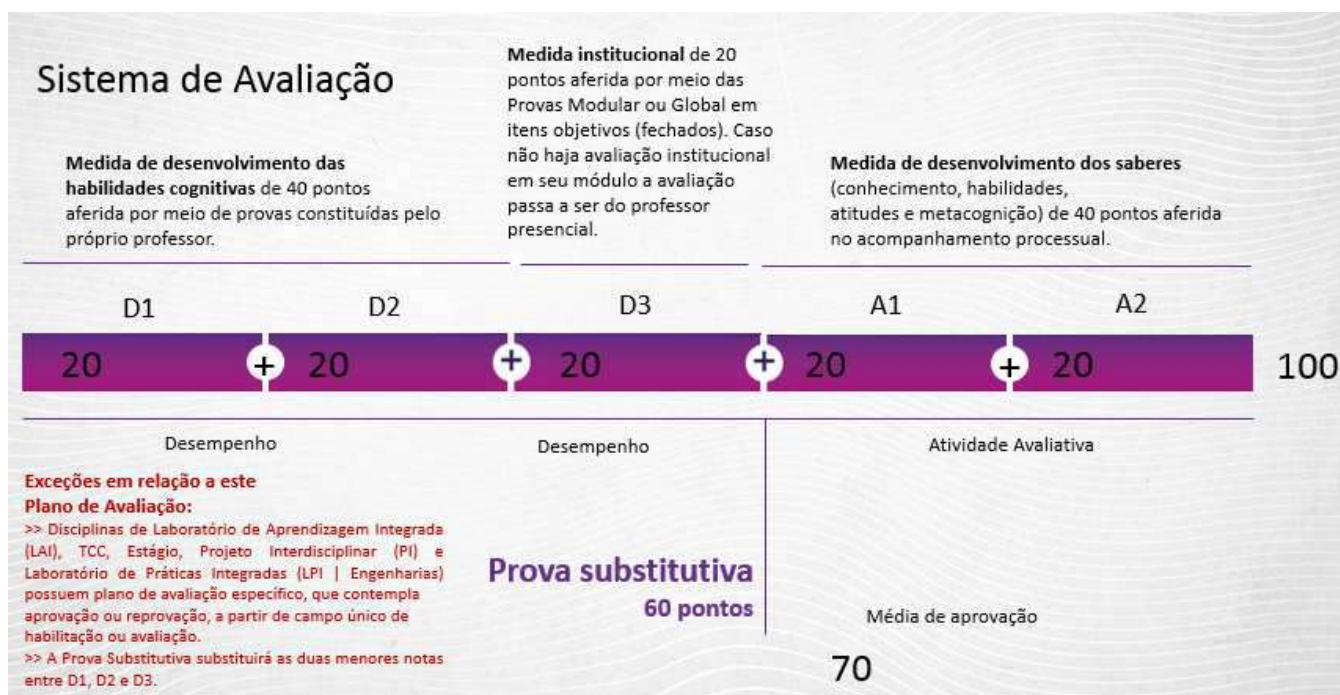 Sistema de Avaliação
Medida de desenvolvimento das
habilidades cognitivas de 40 pontos
aferida por meio de provas constituídas pelo
próprio professor.
Medida institucional de 20
pontos aferida por meio das
Provas Modular ou Global em
itens objetivos (fechados). Caso
não haja avaliação institucional
em seu módulo a avaliação
passa a ser do professor
presencial.
Medida de desenvolvimento dos saberes
(conhecimento, habilidades,
atitudes e metacognição) de 40 pontos aferida
no acompanhamento processual.
D1 D2 D3 A1 A2
20 + 20 + 20 + 20 + 20 100
Desempenho Desempenho Atividade Avaliativa
Exceções em relação a este
Plano de Avaliação:
>> Disciplinas de Laboratório de Aprendizagem Integrada
(LAI), TCC, Estágio, Projeto Interdisciplinar (PI) e
Laboratório de Práticas Integradas (LPI | Engenharias)
possuem plano de avaliação específico, que contempla
aprovação ou reprovação, a partir de campo único de
habilitação ou avaliação.
>> A Prova Substitutiva substituirá as duas menores notas
entre D1, D2 e D3.
Prova substitutiva
60 pontos
Média de aprovação
70